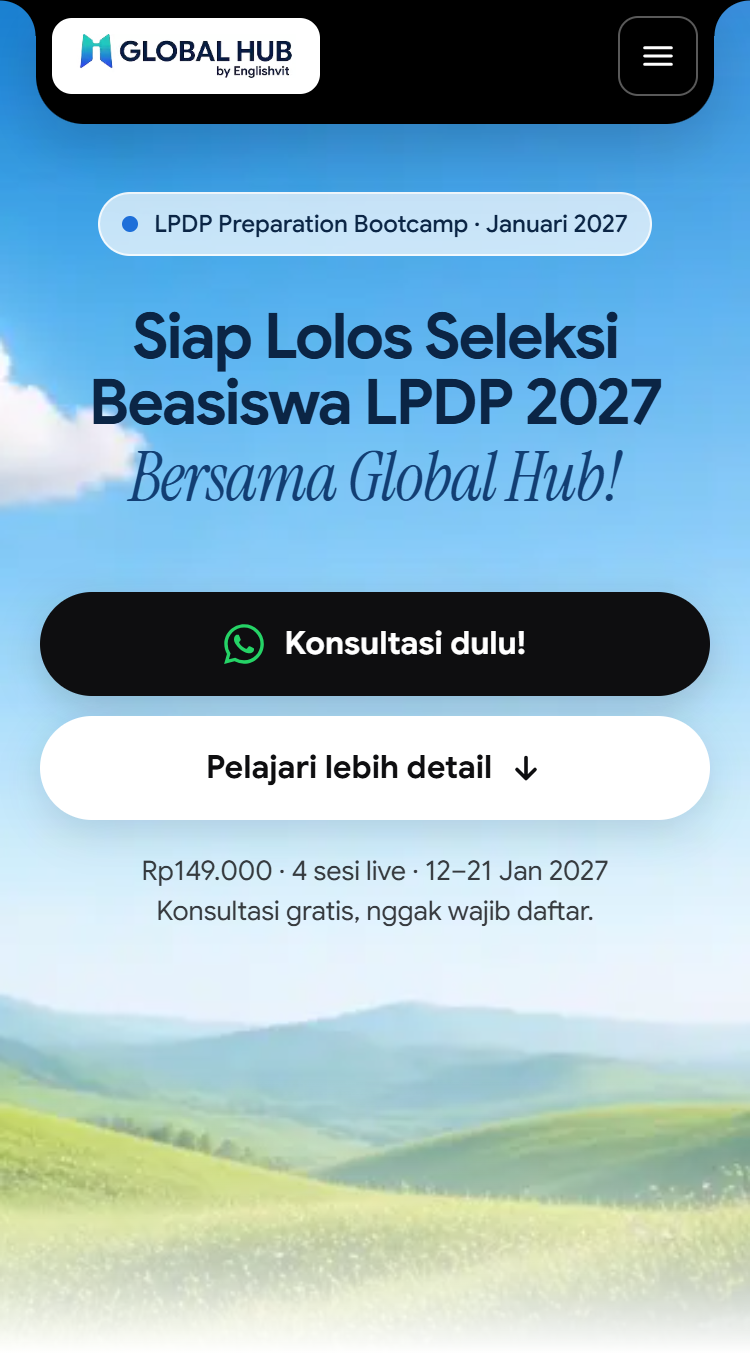 GLOBAL HUB
by Englishvit
LPDP Preparation Bootcamp · Januari 2027
Siap Lolos Seleksi
Beasiswa LPDP 2027
Bersama Global Hub!
Konsultasi dulu!
Pelajari lebih detail ↓
Rp149.000 · 4 sesi live · 12–21 Jan 2027
Konsultasi gratis, nggak wajib daftar.